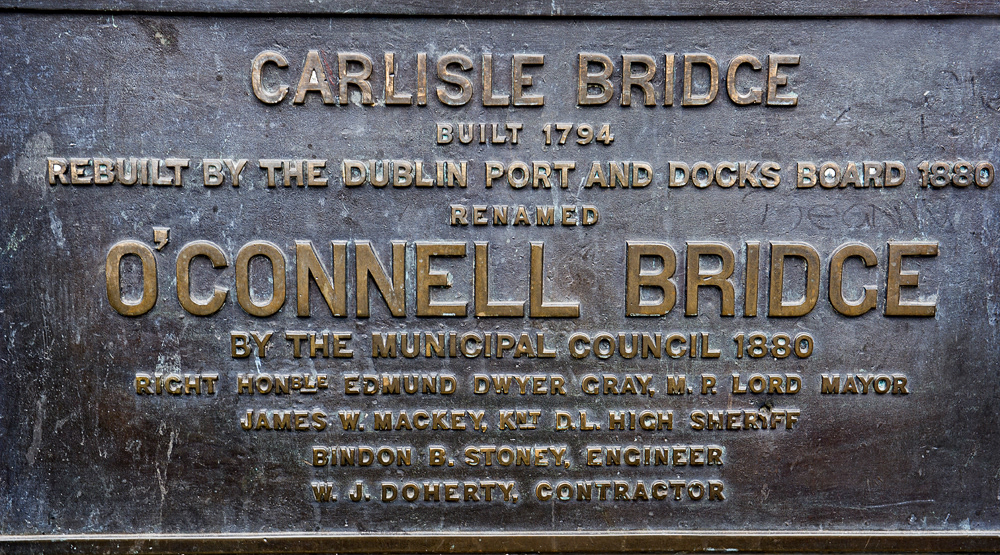 CARLISLE BRIDGE
BUILT 1794
REBUILT BY THE DUBLIN PORT AND DOCKS BOARD 1880
RENAMED
O'CONNELL BRIDGE
BY THE MUNICIPAL COUNCIL 1880
RIGHT HONBLE EDMUND DWYER GRAY, M.P. LORD MAYOR
JAMES W. MACKEY, KNT D.L. HIGH SHERIFF
BINDON B. STONEY, ENGINEER
W. J. DOHERTY, CONTRACTOR